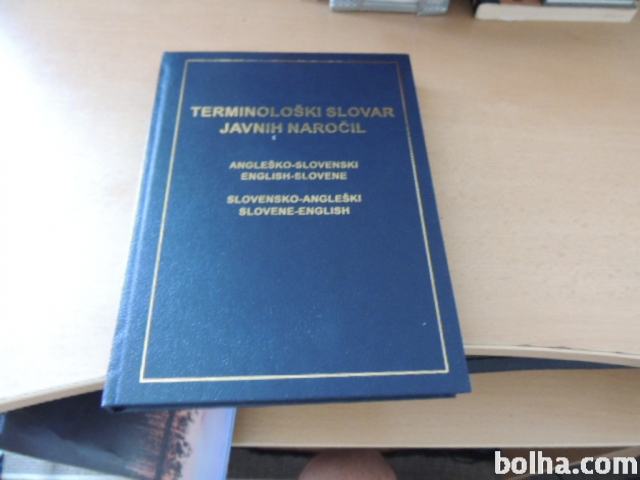 TERMINOLOŠKI SLOVAR
JAVNIH NAROČIL
ANGLEŠKO-SLOVENSKI
ENGLISH-SLOVENE
SLOVENSKO-ANGLEŠKI
SLOVENE-ENGLISH
bolha.com